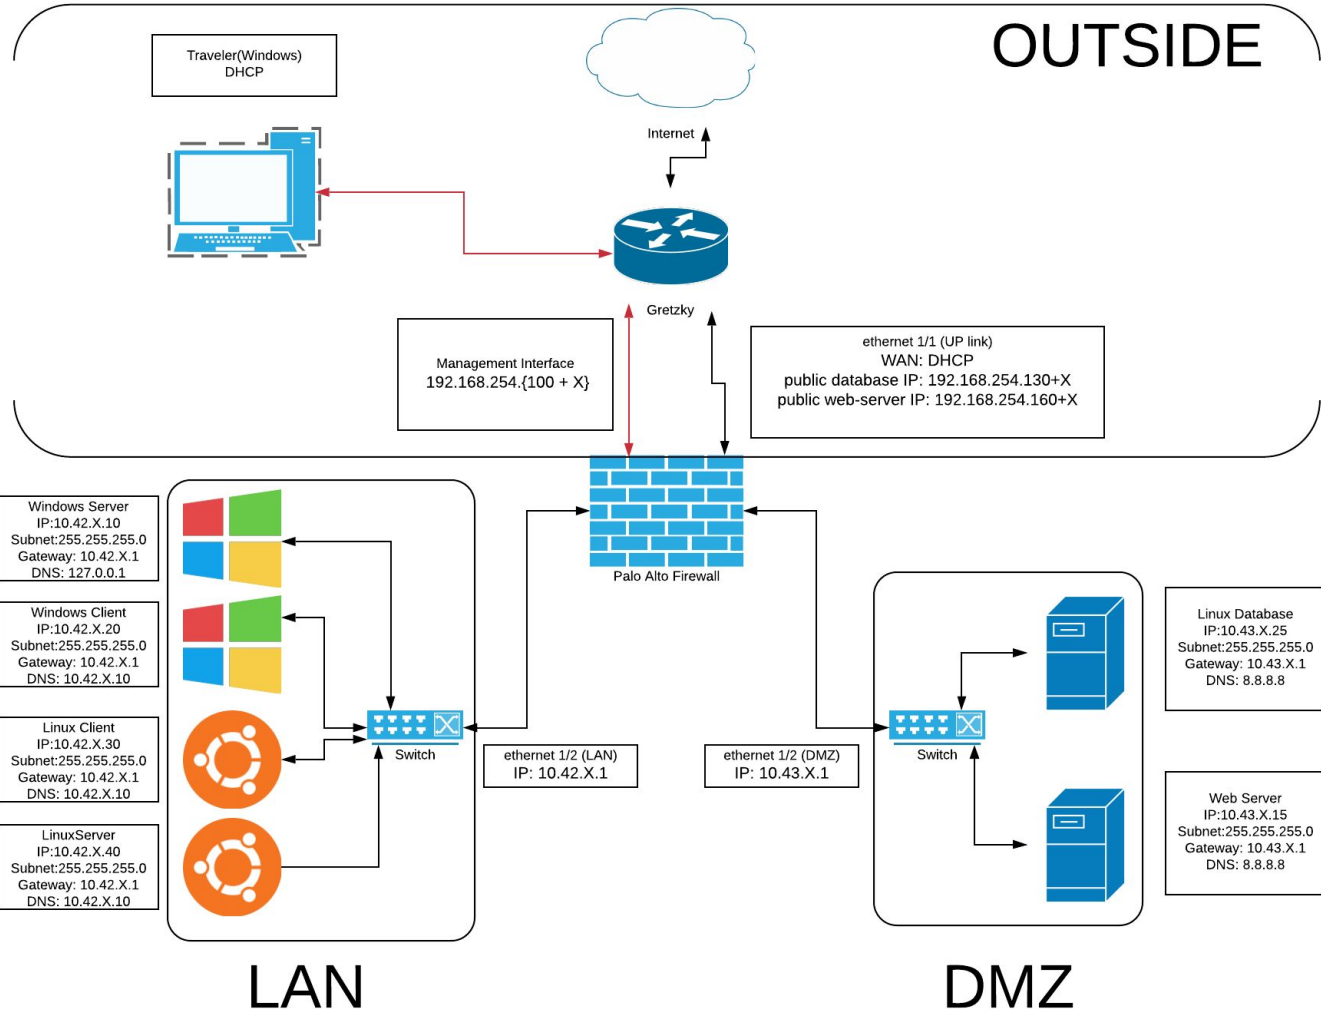 OUTSIDE
Traveler(Windows)
DHCP
Internet
Gretzky
Management Interface
192.168.254.{100 + X}
ethernet 1/1 (UP link)
WAN: DHCP
public database IP: 192.168.254.130+X
public web-server IP: 192.168.254.160+X
Palo Alto Firewall
Windows Server
IP:10.42.X.10
Subnet:255.255.255.0
Gateway: 10.42.X.1
DNS: 127.0.0.1
Windows Client
IP:10.42.X.20
Subnet:255.255.255.0
Gateway: 10.42.X.1
DNS: 10.42.X.10
Linux Client
IP:10.42.X.30
Subnet:255.255.255.0
Gateway: 10.42.X.1
DNS: 10.42.X.10
LinuxServer
IP:10.42.X.40
Subnet:255.255.255.0
Gateway: 10.42.X.1
DNS: 10.42.X.10
Switch
ethernet 1/2 (LAN)
IP: 10.42.X.1
ethernet 1/2 (DMZ)
IP: 10.43.X.1
Switch
Linux Database
IP:10.43.X.25
Subnet:255.255.255.0
Gateway: 10.43.X.1
DNS: 8.8.8.8
Web Server
IP:10.43.X.15
Subnet:255.255.255.0
Gateway: 10.43.X.1
DNS: 8.8.8.8
LAN
DMZ